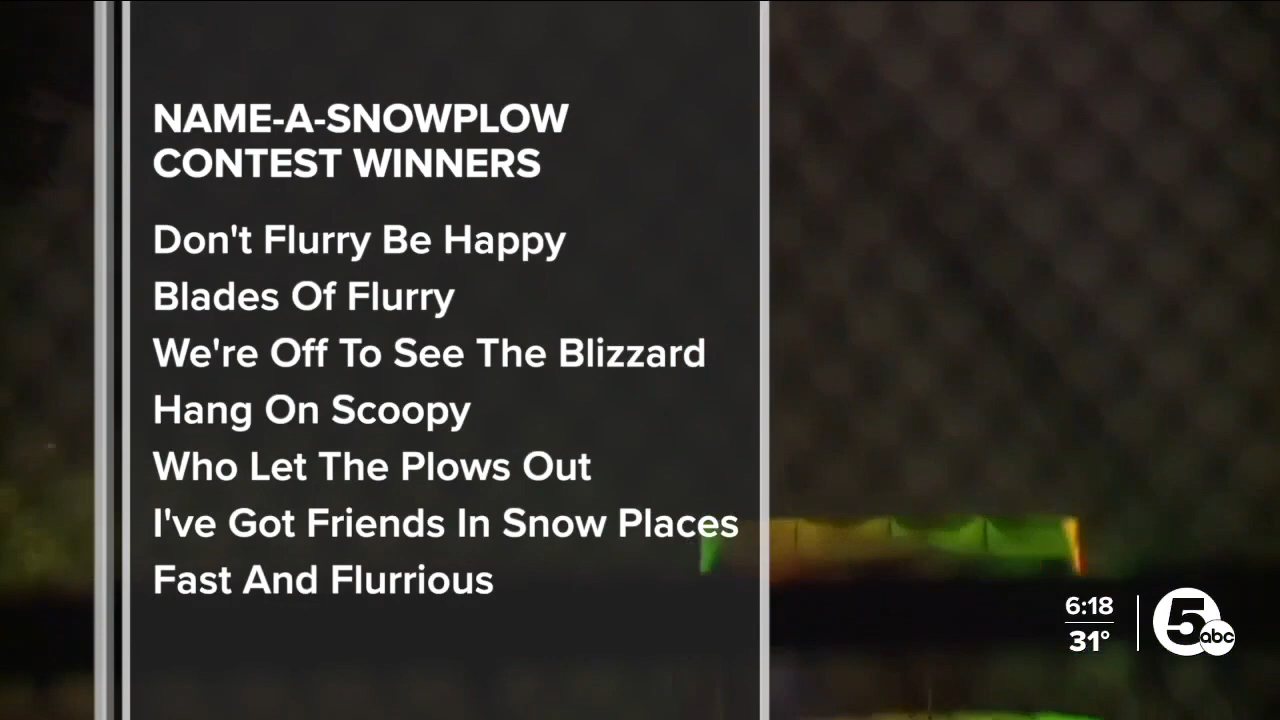 NAME-A-SNOWPLOW
CONTEST WINNERS
Don't Flurry Be Happy
Blades Of Flurry
We're Off To See The Blizzard
Hang On Scoopy
Who Let The Plows Out
I've Got Friends In Snow Places
Fast And Flurrious
6:18
31°
5
abc